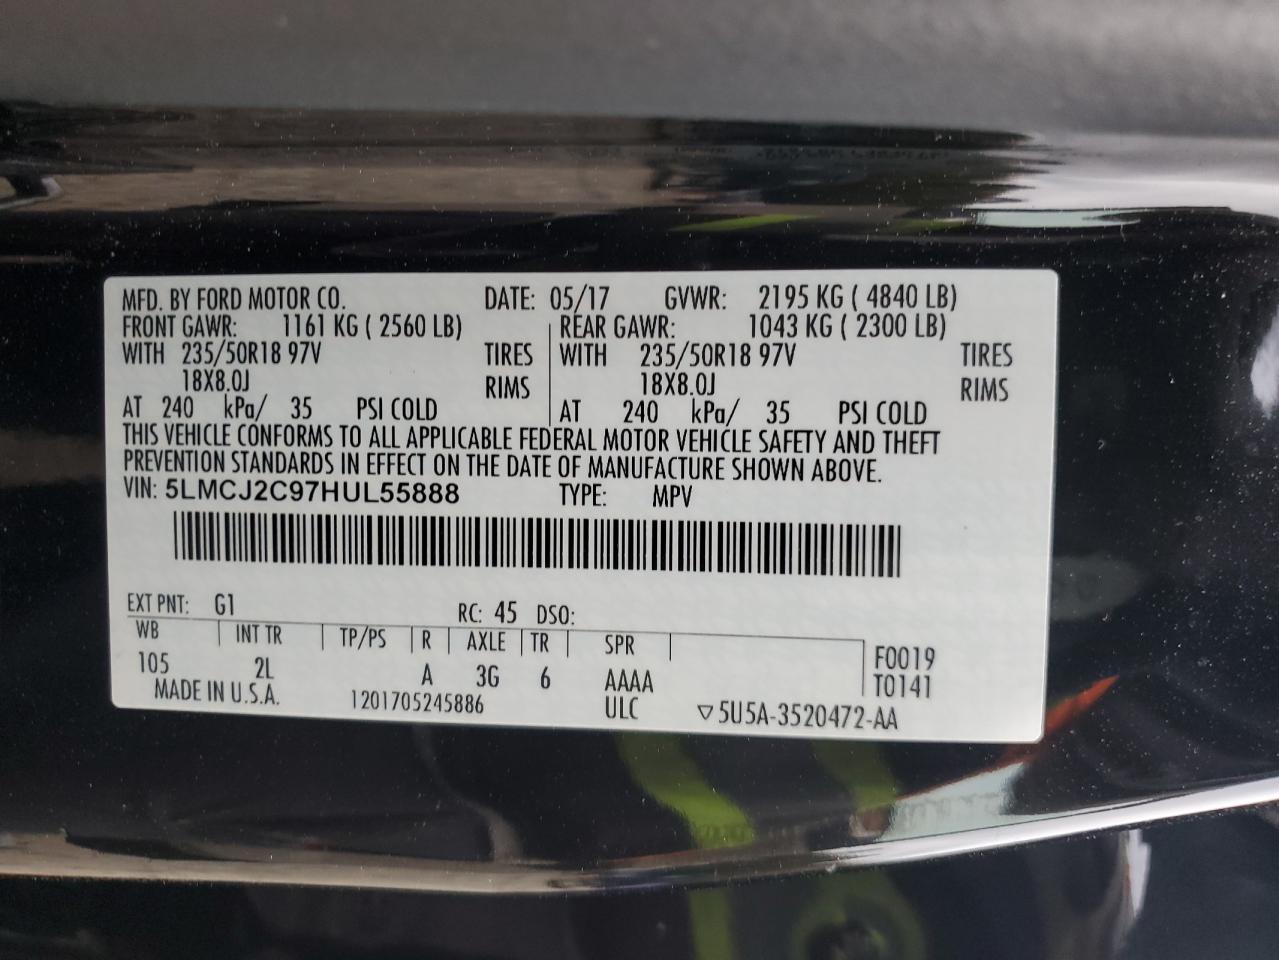 MFD. BY FORD MOTOR CO. DATE: 05/17 GVWR: 2195 KG ( 4840 LB)
FRONT GAWR: 1161 KG ( 2560 LB) REAR GAWR: 1043 KG ( 2300 LB)
WITH 235/50R18 97V TIRES WITH 235/50R18 97V TIRES
18X8.0J RIMS 18X8.0J RIMS
AT 240 kPa/ 35 PSI COLD AT 240 kPa/ 35 PSI COLD
THIS VEHICLE CONFORMS TO ALL APPLICABLE FEDERAL MOTOR VEHICLE SAFETY AND THEFT
PREVENTION STANDARDS IN EFFECT ON THE DATE OF MANUFACTURE SHOWN ABOVE.
VIN: 5LMCJ2C97HUL55888 TYPE: MPV
EXT PNT: G1 RC: 45 DSO:
WB INT TR TP/PS R AXLE TR SPR
105 2L A 3G 6 AAAA F0019
MADE IN U.S.A. 1201705245886 ULC T0141
▽5U5A-3520472-AA